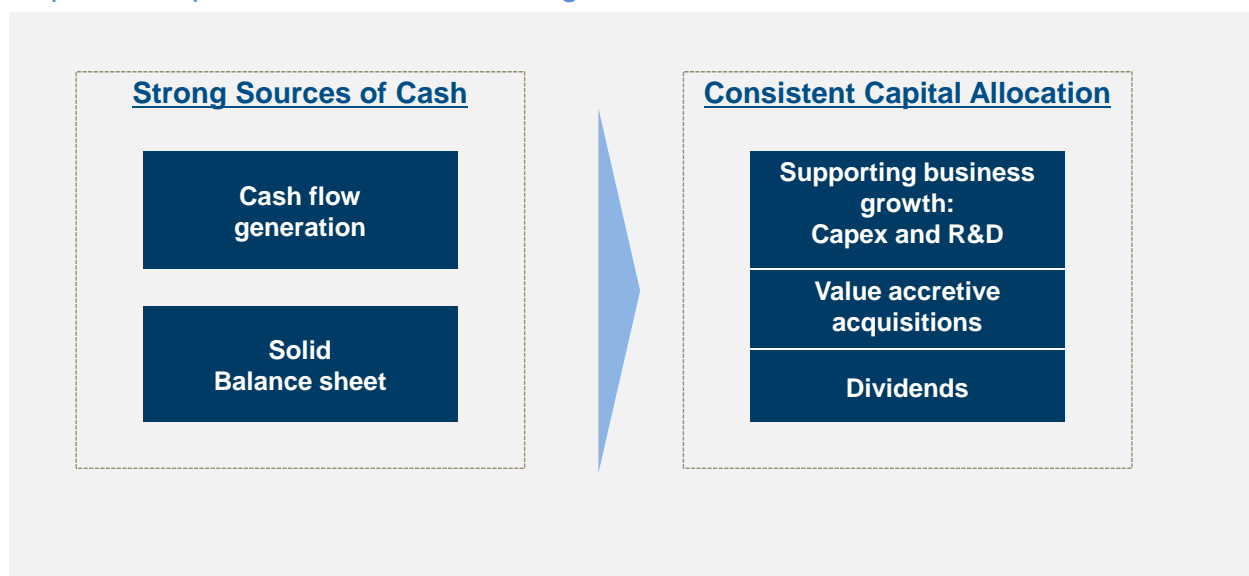 Strong Sources of Cash
Cash flow
generation
Solid
Balance sheet
Consistent Capital Allocation
Supporting business
growth:
Capex and R&D
Value accretive
acquisitions
Dividends